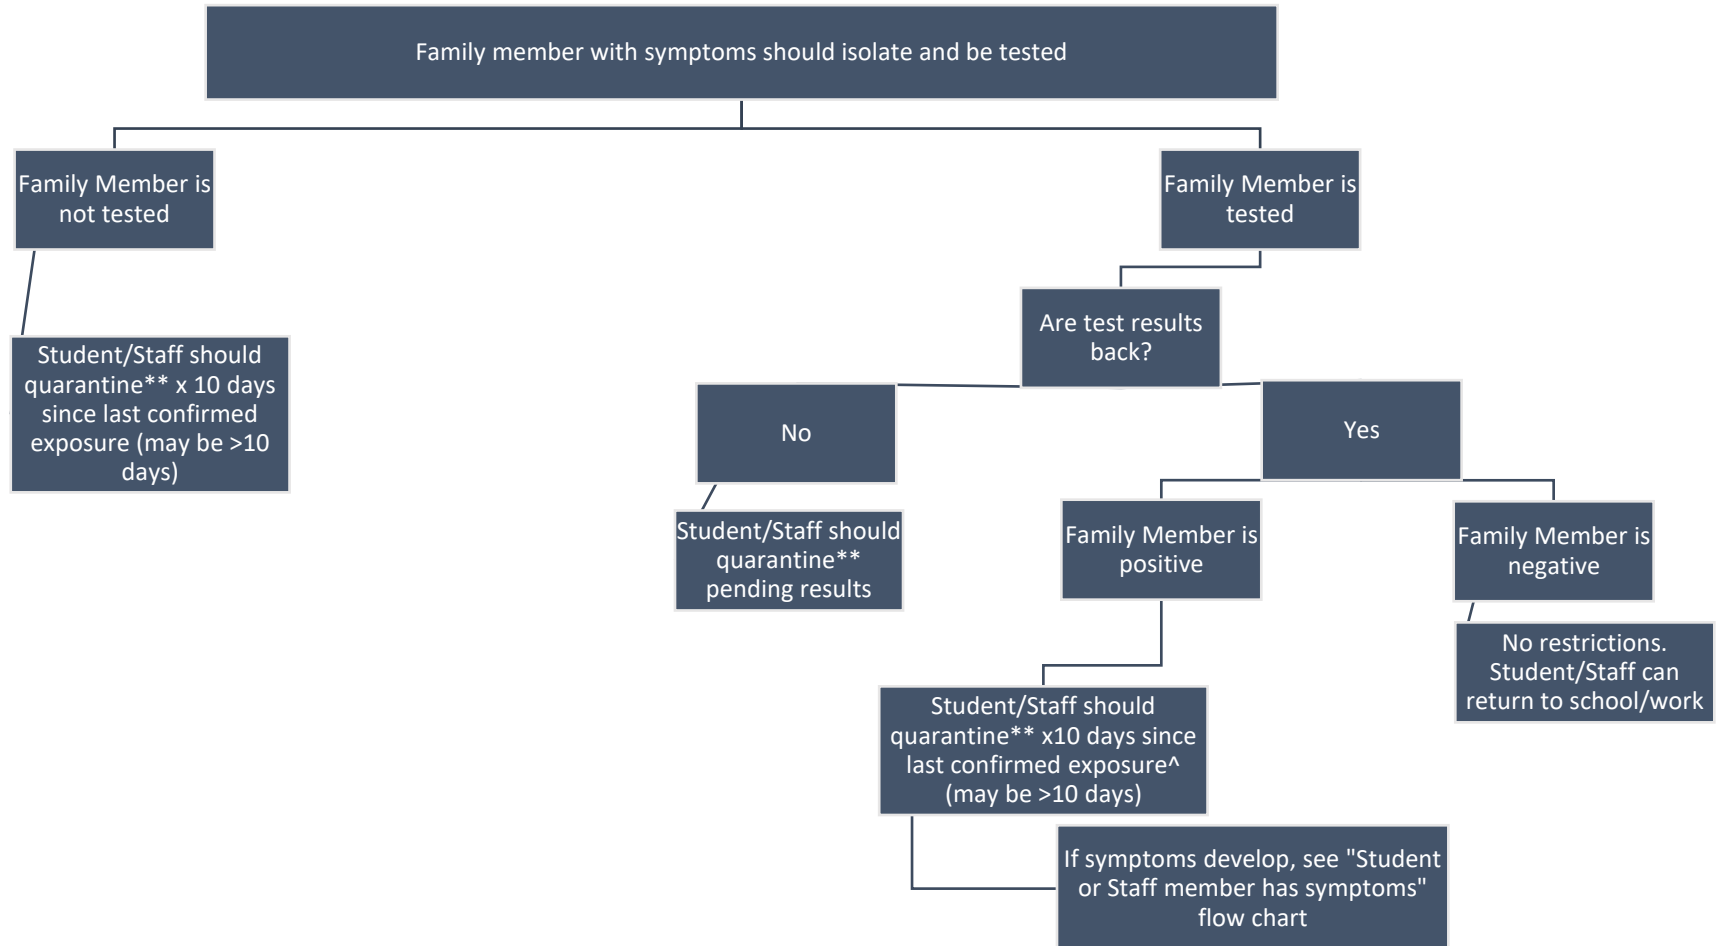 Family member with symptoms should isolate and be tested
Family Member is
not tested
Family Member is
tested
Student/Staff should
quarantine** x 10 days
since last confirmed
exposure (may be >10
days)
Are test results
back?
No
Yes
Student/Staff should
quarantine**
pending results
Family Member is
positive
Family Member is
negative
No restrictions.
Student/Staff can
return to school/work
Student/Staff should
quarantine** x10 days since
last confirmed exposure^
(may be >10 days)
If symptoms develop, see "Student
or Staff member has symptoms"
flow chart